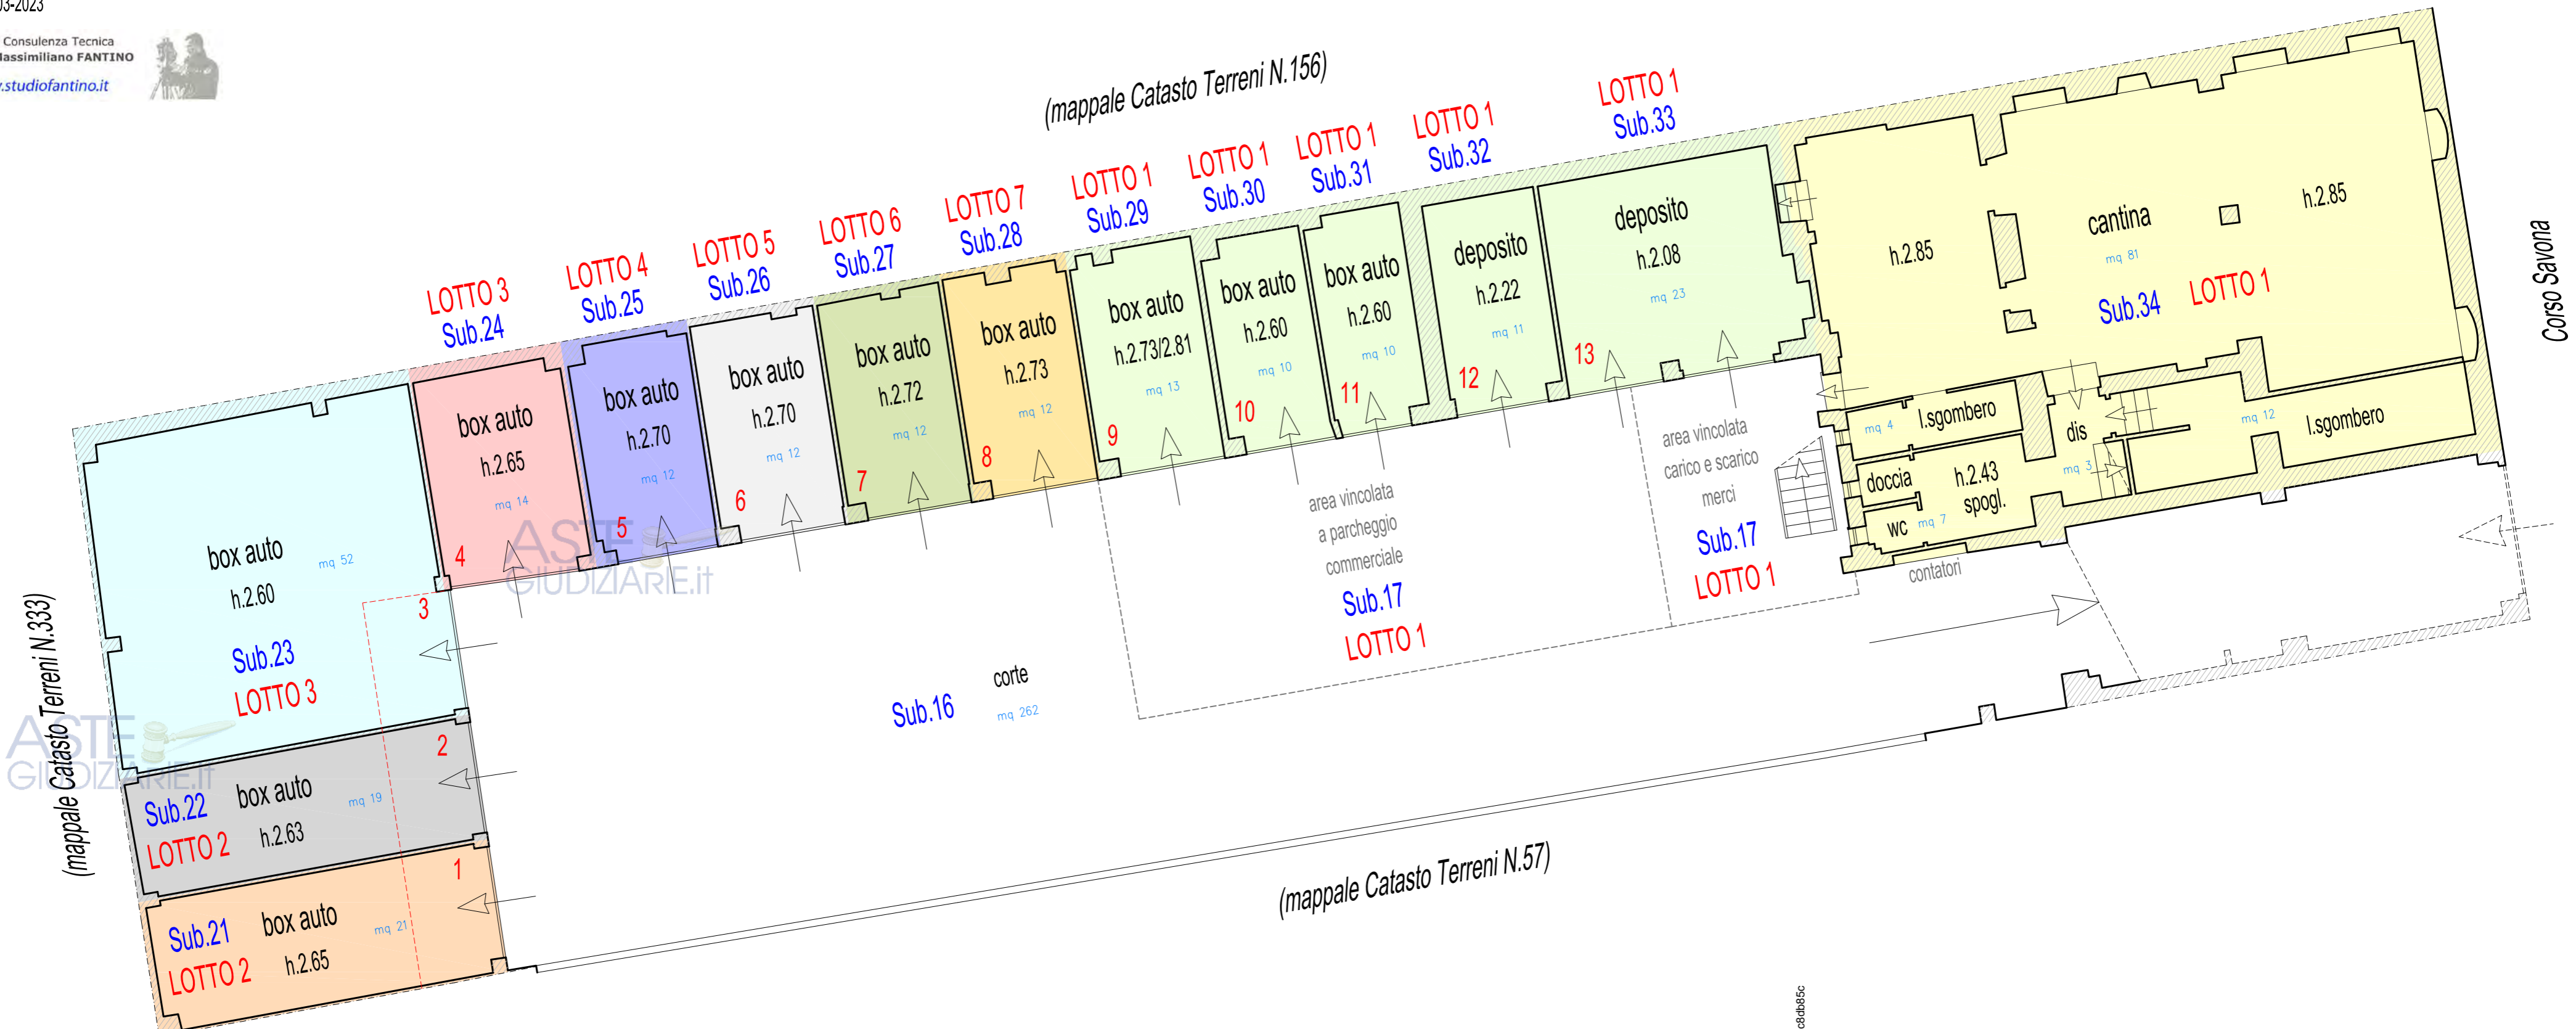 03-2023
Consulenza Tecnica
Massimiliano FANTINO
.studiofantino.it
(mappale Catasto Terreni N.156)
LOTTO 3
Sub.24
LOTTO 4
Sub.25
LOTTO 5
Sub.26
LOTTO 6
Sub.27
LOTTO 7
Sub.28
LOTTO 1
Sub.29
LOTTO 1
Sub.30
LOTTO 1
Sub.31
LOTTO 1
Sub.32
LOTTO 1
Sub.33
box auto
h.2.65
mq 14
4
box auto
h.2.70
mq 12
5
box auto
h.2.70
mq 12
6
box auto
h.2.72
mq 12
7
box auto
h.2.73
mq 12
8
box auto
h.2.73/2.81
mq 13
9
box auto
h.2.60
mq 10
10
box auto
h.2.60
mq 10
11
deposito
h.2.22
mq 11
12
deposito
h.2.08
mq 23
13
h.2.85
cantina
mq 81
h.2.85
Sub.34 LOTTO 1
Corso Savona
l.sgombero
mq 4
dis
mq 3
mq 12
l.sgombero
doccia
h.2.43
spogl.
wc
mq 7
contatori
area vincolata
carico e scarico
merci
Sub.17
LOTTO 1
area vincolata
a parcheggio
commerciale
Sub.17
LOTTO 1
corte
Sub.16
mq 262
box auto
mq 52
h.2.60
3
Sub.23
LOTTO 3
2
Sub.22 box auto
mq 19
LOTTO 2
h.2.63
1
Sub.21 box auto
mq 21
LOTTO 2
h.2.65
(mappale Catasto Terreni N.333)
(mappale Catasto Terreni N.57)
ASTE
GIUDIZIARIE.it
ASTE
GIUDIZIARIE.it
c8db85c